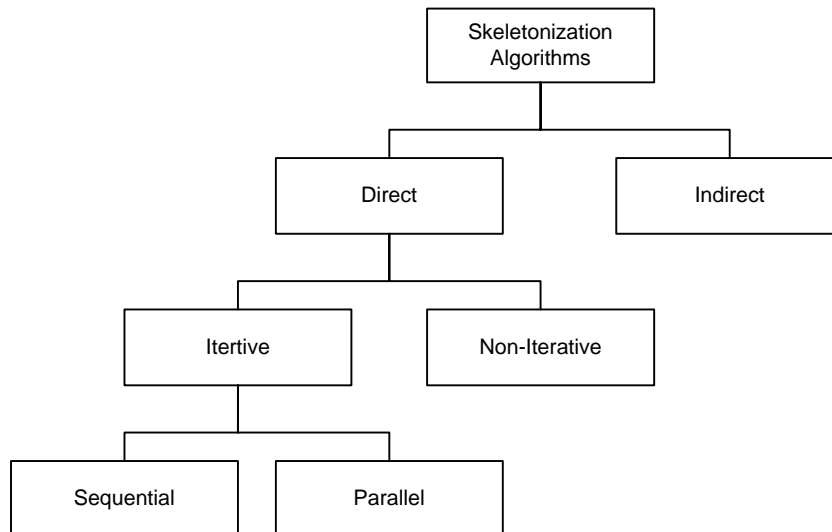 Skeletonization
Algorithms
Direct
Indirect
Itertive
Non-Iterative
Sequential
Parallel